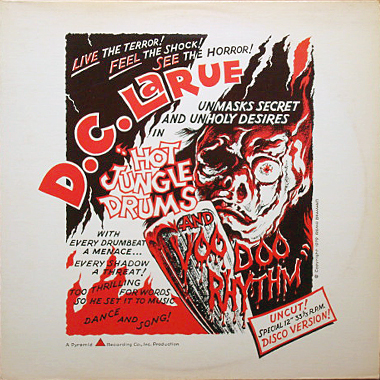 LIVE THE TERROR!
FEEL THE SHOCK!
SEE THE HORROR!
D.C. LaRUE
UNMASKS SECRET
AND UNHOLY DESIRES
IN
"HOT
JUNGLE
DRUMS
AND
VOO DOO
RHYTHM"
WITH
EVERY DRUMBEAT
A MENACE...
EVERY SHADOW
A THREAT!
TOO THRILLING
FOR WORDS,
SO HE SET IT TO MUSIC
DANCE AND SONG!
UNCUT!
SPECIAL 12" 33⅓ R.P.M.
DISCO VERSION!
A Pyramid Recording Co., Inc. Production